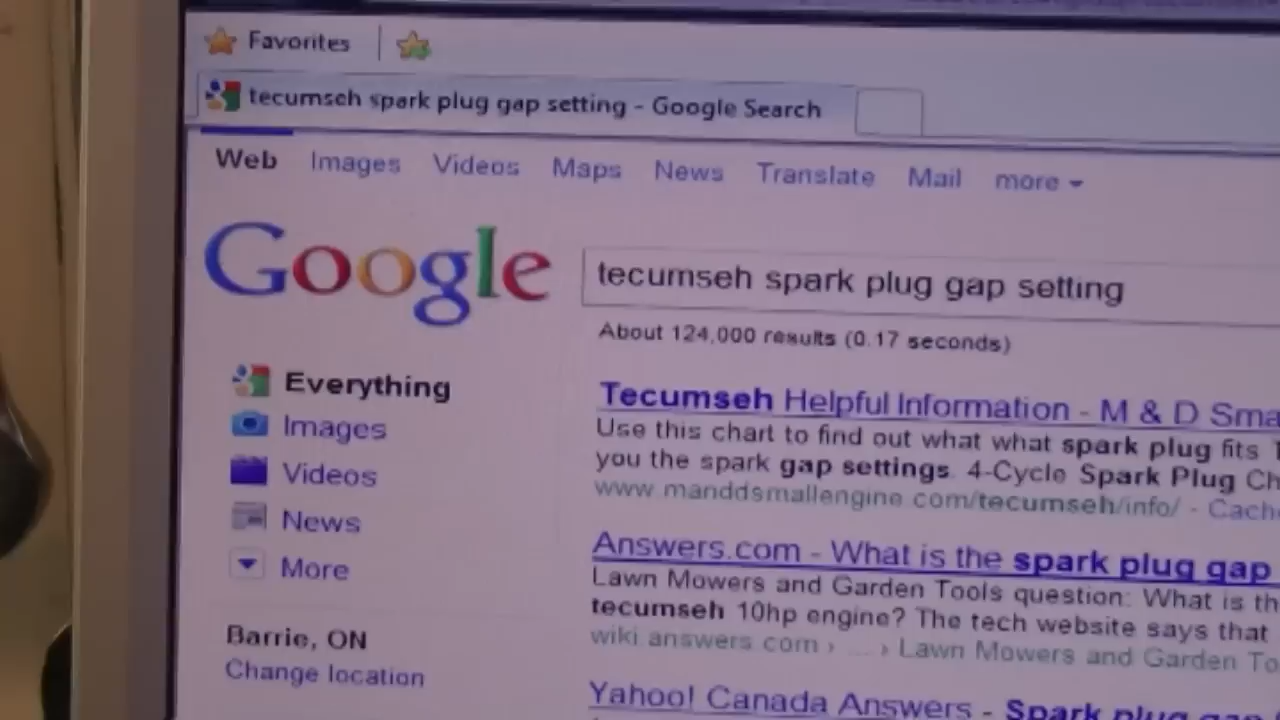 Favorites
tecumseh spark plug gap setting - Google Search
Web Images Videos Maps News Translate Mail more
Google
tecumseh spark plug gap setting
About 124,000 results (0.17 seconds)
Everything
Images
Videos
News
More
Barrie, ON
Change location
Tecumseh Helpful Information - M & D
Use this chart to find out what what spark plug fits
you the spark gap settings. 4-Cycle Spark Plug
www.manddsmallengine.com/tecumseh/info/ -
Answers.com - What is the spark plug gap
Lawn Mowers and Garden Tools question: What is
tecumseh 10hp engine? The tech website says that
wiki.answers.com › ... › Lawn Mowers and Garden
Yahoo! Canada Answers - Spark plug